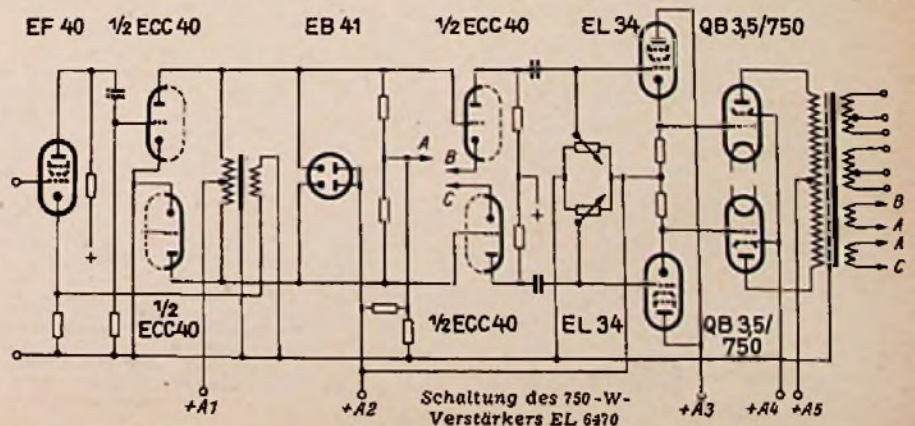 EF 40 ½ ECC 40 EB 41 ½ ECC 40 EL 34 QB 3,5/750
A
B
C
+
+
B
A
A
C
½
ECC 40
½ ECC 40
EL 34
QB 3,5/
750
+A1
+A2
Schaltung des 750-W-
Verstärkers EL 6470
+A3
+A4
+A5